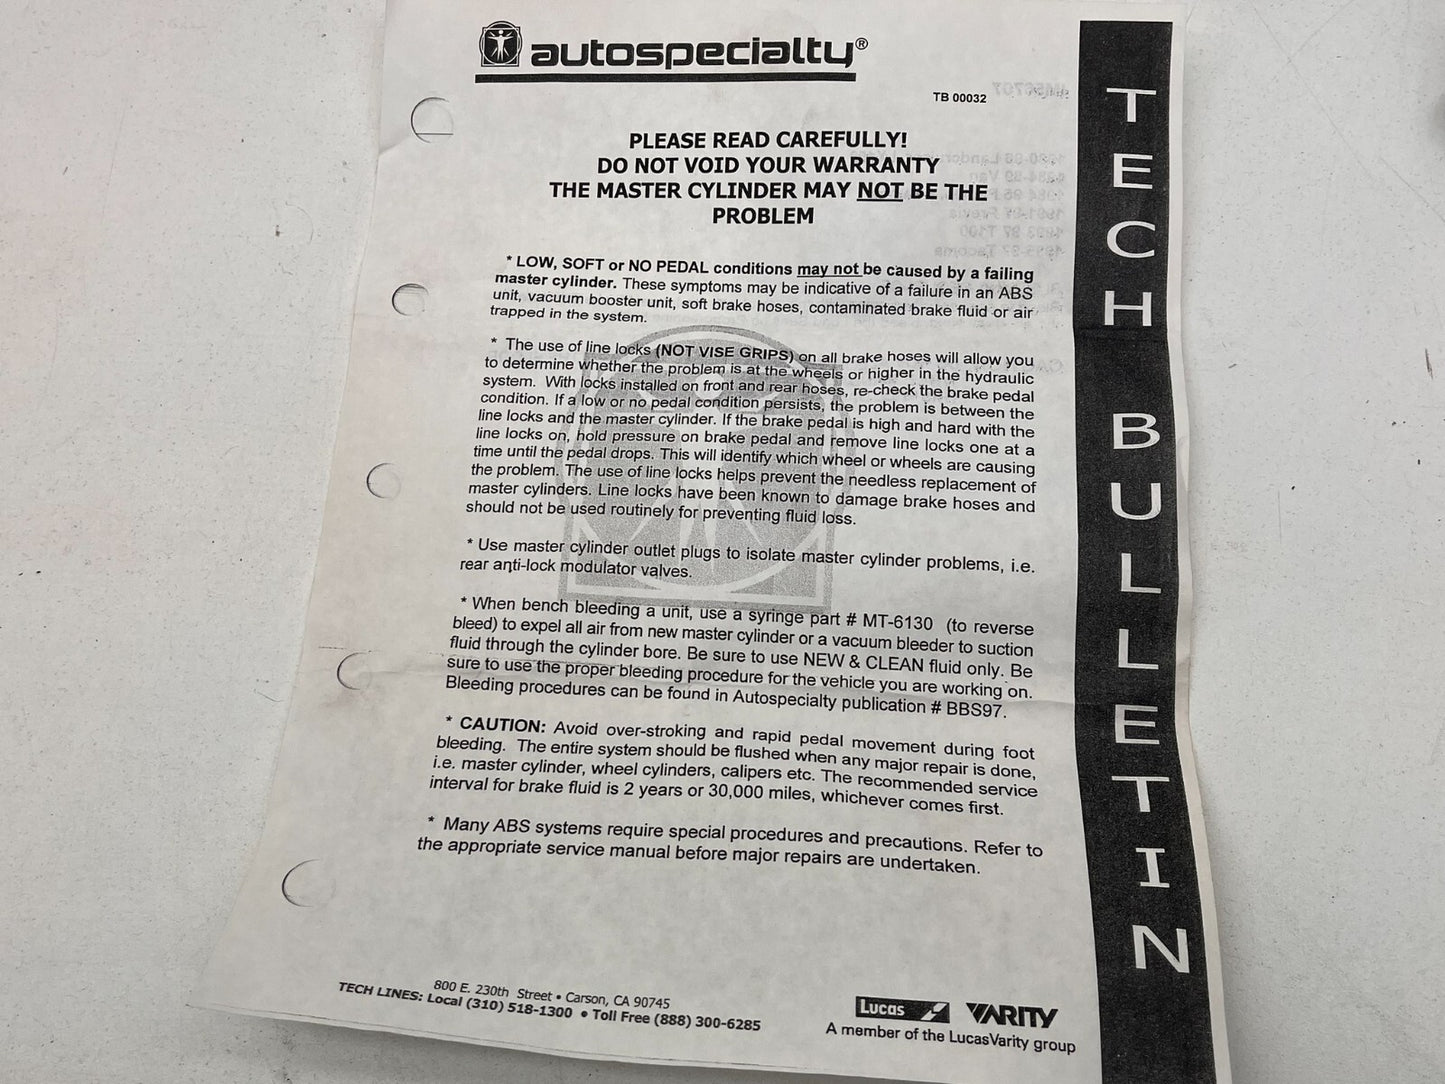 autospecialty®
TB 00032
PLEASE READ CAREFULLY!
DO NOT VOID YOUR WARRANTY
THE MASTER CYLINDER MAY NOT BE THE
PROBLEM
* LOW, SOFT or NO PEDAL conditions may not be caused by a failing
master cylinder. These symptoms may be indicative of a failure in an ABS
unit, vacuum booster unit, soft brake hoses, contaminated brake fluid or air
trapped in the system.
* The use of line locks (NOT VISE GRIPS) on all brake hoses will allow you
to determine whether the problem is at the wheels or higher in the hydraulic
system. With locks installed on front and rear hoses, re-check the brake pedal
condition. If a low or no pedal condition persists, the problem is between the
line locks and the master cylinder. If the brake pedal is high and hard with the
line locks on, hold pressure on brake pedal and remove line locks one at a
time until the pedal drops. This will identify which wheel or wheels are causing
the problem. The use of line locks helps prevent the needless replacement of
master cylinders. Line locks have been known to damage brake hoses and
should not be used routinely for preventing fluid loss.
* Use master cylinder outlet plugs to isolate master cylinder problems, i.e.
rear anti-lock modulator valves.
* When bench bleeding a unit, use a syringe part # MT-6130 (to reverse
bleed) to expel all air from new master cylinder or a vacuum bleeder to suction
fluid through the cylinder bore. Be sure to use NEW & CLEAN fluid only. Be
sure to use the proper bleeding procedure for the vehicle you are working on.
Bleeding procedures can be found in Autospecialty publication # BBS97.
* CAUTION: Avoid over-stroking and rapid pedal movement during foot
bleeding. The entire system should be flushed when any major repair is done,
i.e. master cylinder, wheel cylinders, calipers etc. The recommended service
interval for brake fluid is 2 years or 30,000 miles, whichever comes first.
* Many ABS systems require special procedures and precautions. Refer to
the appropriate service manual before major repairs are undertaken.
800 E. 230th Street • Carson, CA 90745
TECH LINES: Local (310) 518-1300 • Toll Free (888) 300-6285
Lucas VARITY
A member of the LucasVarity group
TECH BULLETIN